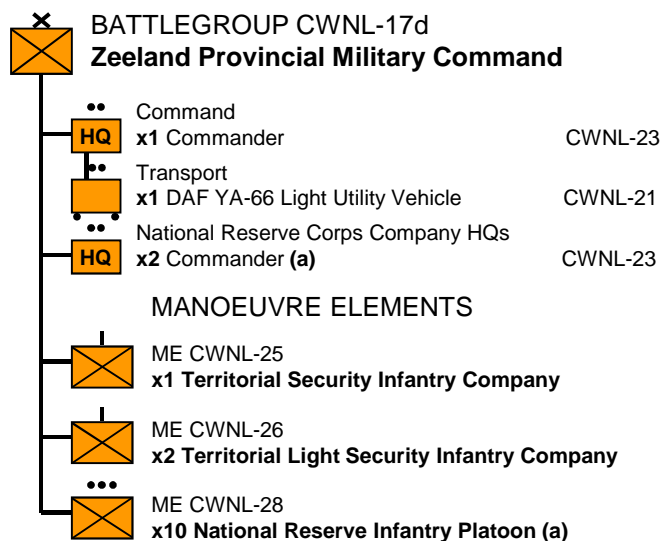 BATTLEGROUP CWNL-17d
Zeeland Provincial Military Command
Command
HQ x1 Commander CWNL-23
Transport
x1 DAF YA-66 Light Utility Vehicle CWNL-21
National Reserve Corps Company HQs
HQ x2 Commander (a) CWNL-23
MANOEUVRE ELEMENTS
ME CWNL-25
x1 Territorial Security Infantry Company
ME CWNL-26
x2 Territorial Light Security Infantry Company
ME CWNL-28
x10 National Reserve Infantry Platoon (a)